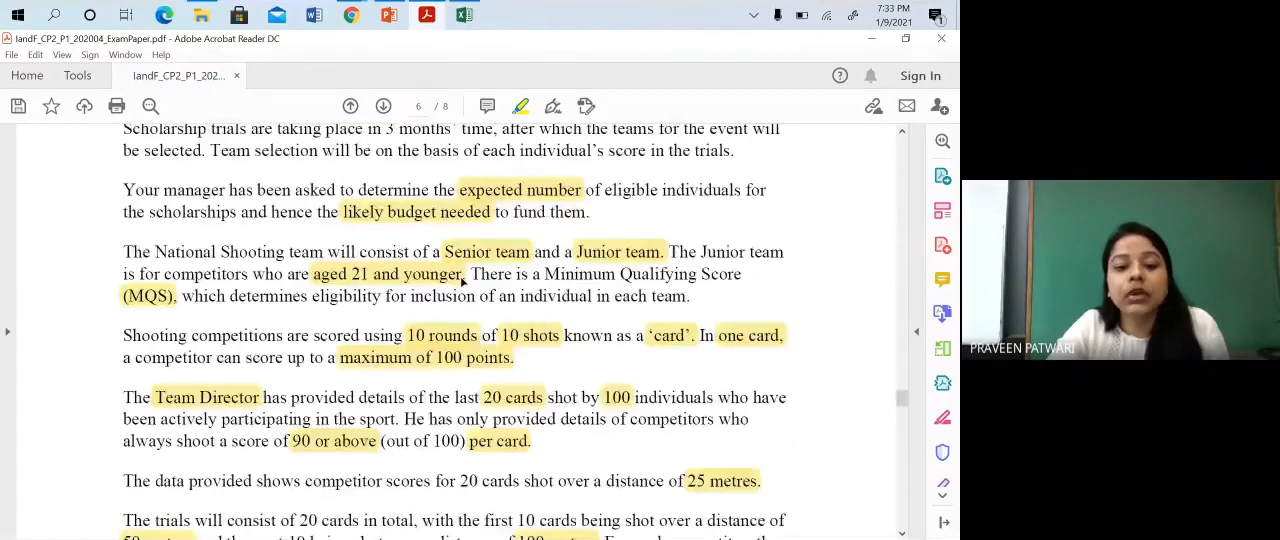 7:33 PM
1/9/2021
IandF_CP2_P1_202004_ExamPaper.pdf - Adobe Acrobat Reader DC
File Edit View Sign Window Help
Home Tools IandF_CP2_P1_202... × Sign In
6 / 8
Scholarship trials are taking place in 3 months' time, after which the teams for the event will
be selected. Team selection will be on the basis of each individual's score in the trials.
Your manager has been asked to determine the expected number of eligible individuals for
the scholarships and hence the likely budget needed to fund them.
The National Shooting team will consist of a Senior team and a Junior team. The Junior team
is for competitors who are aged 21 and younger. There is a Minimum Qualifying Score
(MQS), which determines eligibility for inclusion of an individual in each team.
Shooting competitions are scored using 10 rounds of 10 shots known as a ‘card’. In one card,
a competitor can score up to a maximum of 100 points.
The Team Director has provided details of the last 20 cards shot by 100 individuals who have
been actively participating in the sport. He has only provided details of competitors who
always shoot a score of 90 or above (out of 100) per card.
The data provided shows competitor scores for 20 cards shot over a distance of 25 metres.
The trials will consist of 20 cards in total, with the first 10 cards being shot over a distance of
PRAVEEN PATWARI